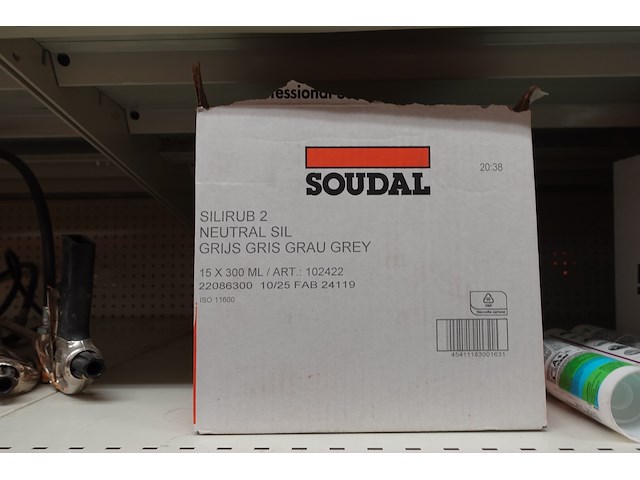 SOUDAL
20:38
SILIRUB 2
NEUTRAL SIL
GRIJS GRIS GRAU GREY
15 X 300 ML / ART.: 102422
22086300 10/25 FAB 24119
ISO 11600